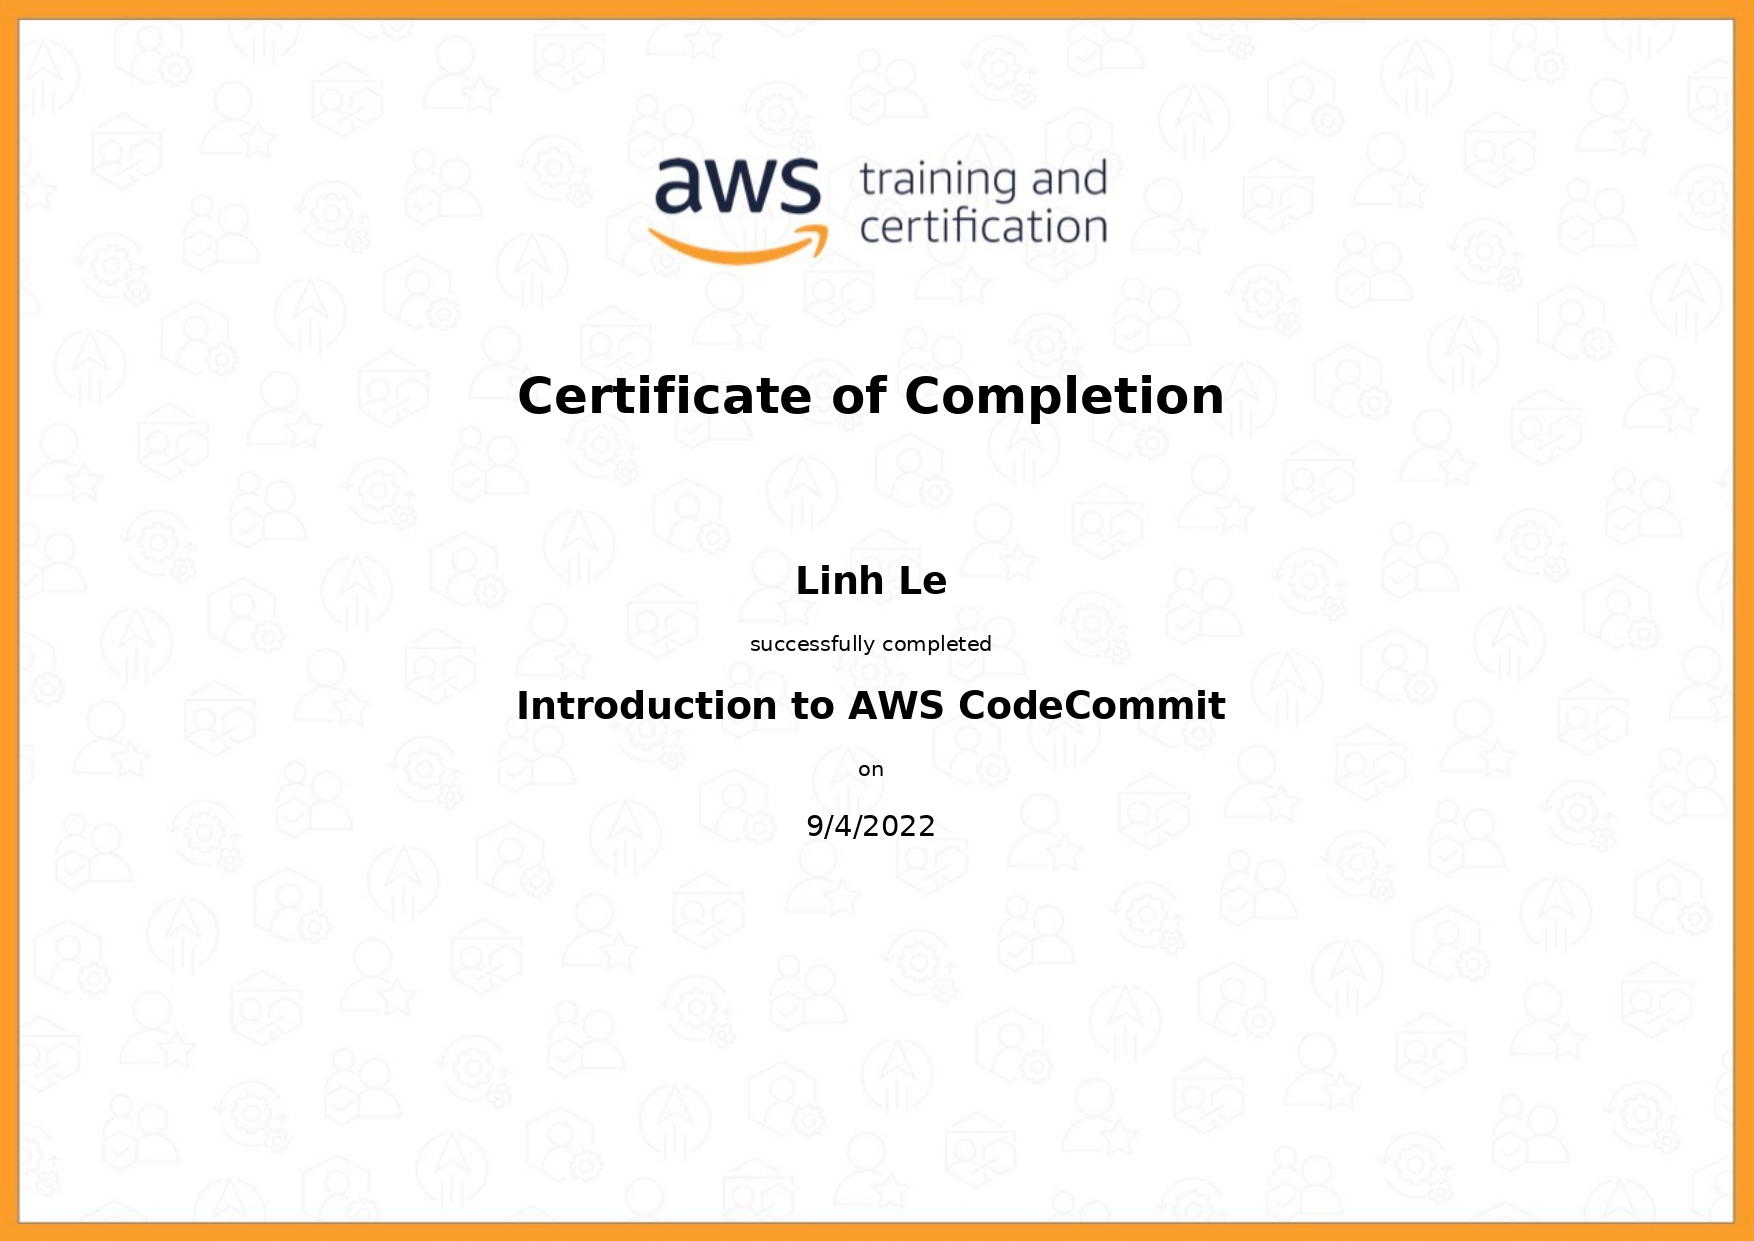 aws training and
certification
Certificate of Completion
Linh Le
successfully completed
Introduction to AWS CodeCommit
on
9/4/2022